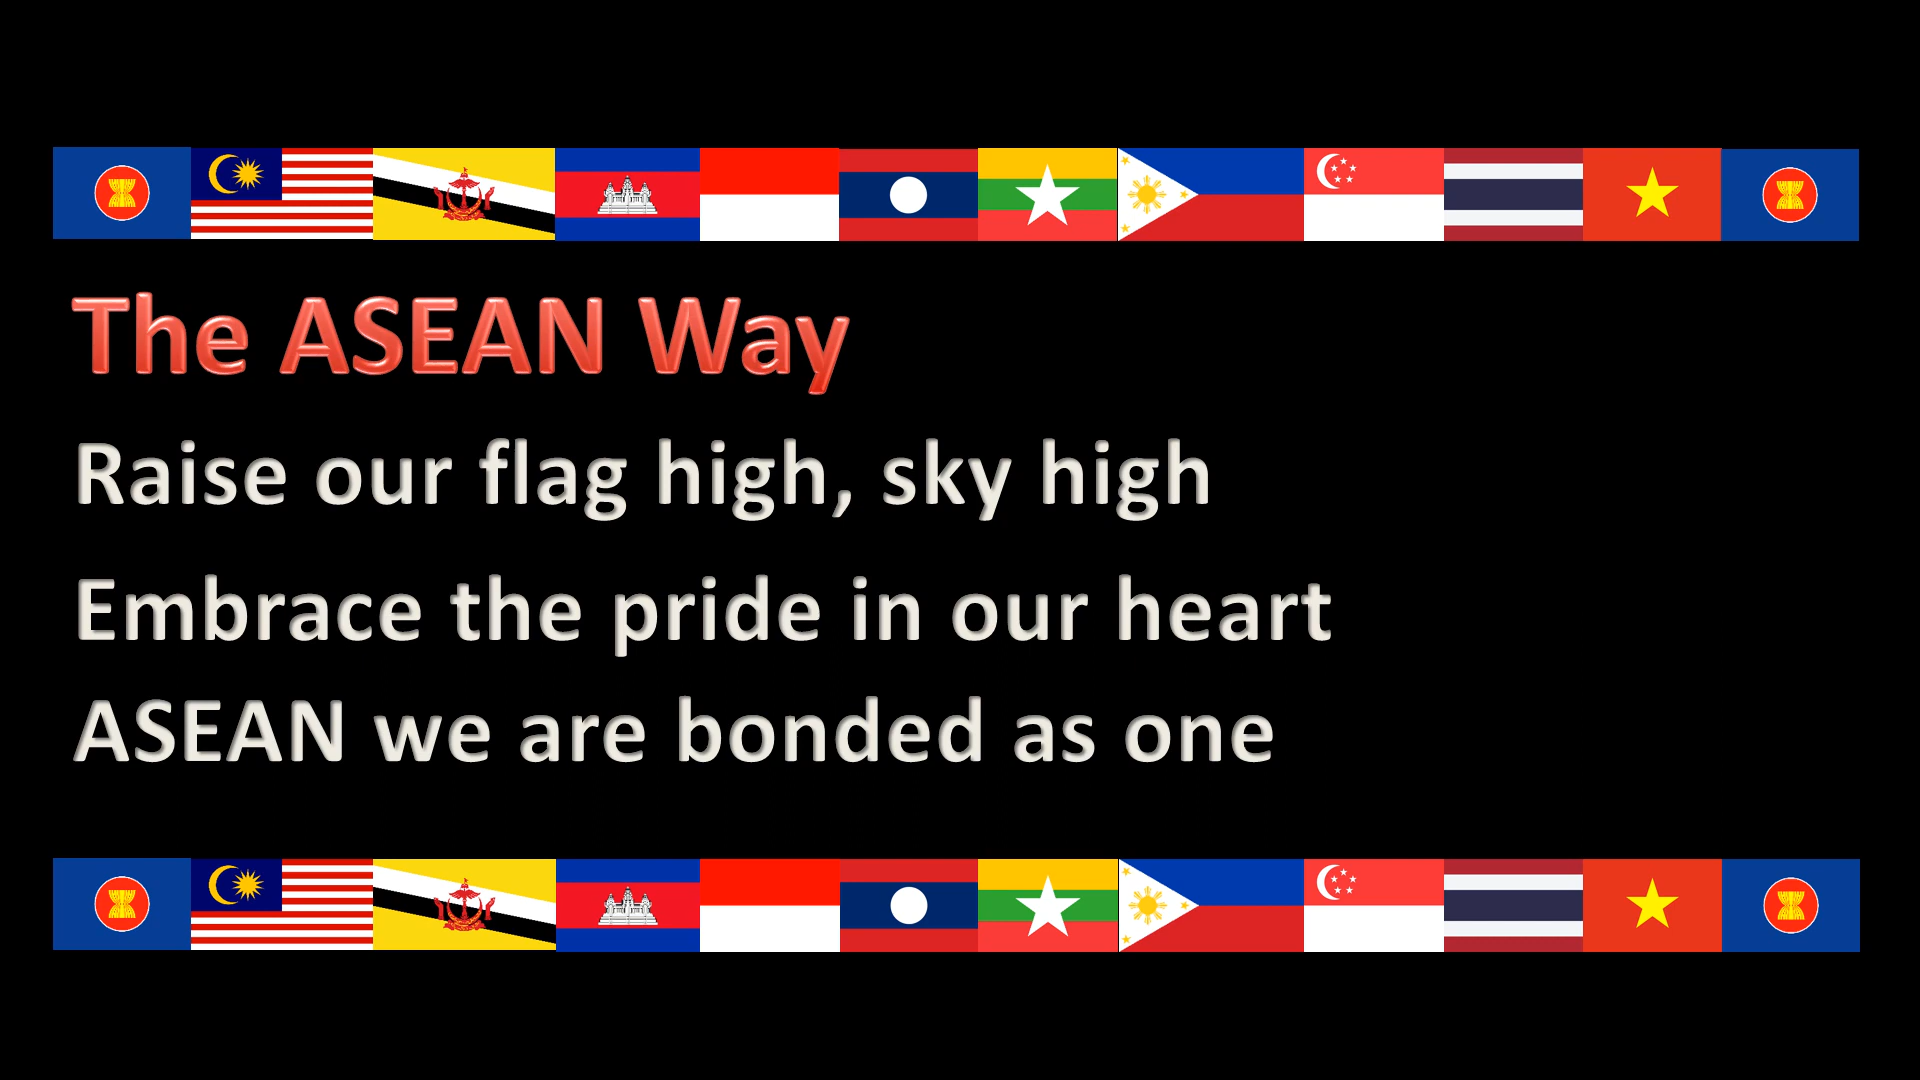 The ASEAN Way
Raise our flag high, sky high
Embrace the pride in our heart
ASEAN we are bonded as one